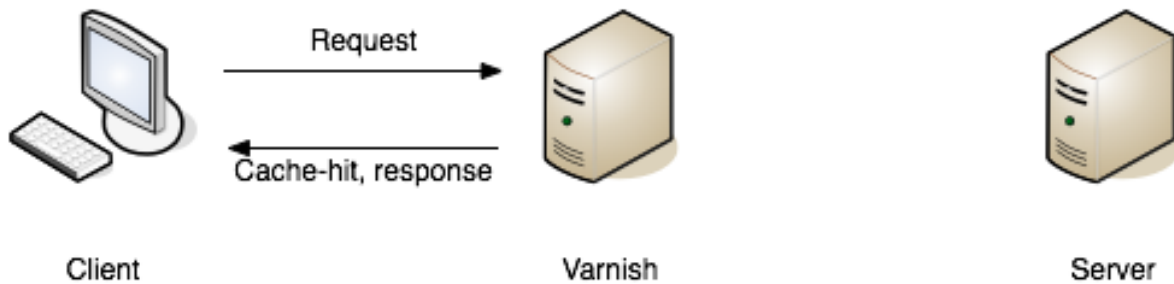 Request
Cache-hit, response
Client
Varnish
Server